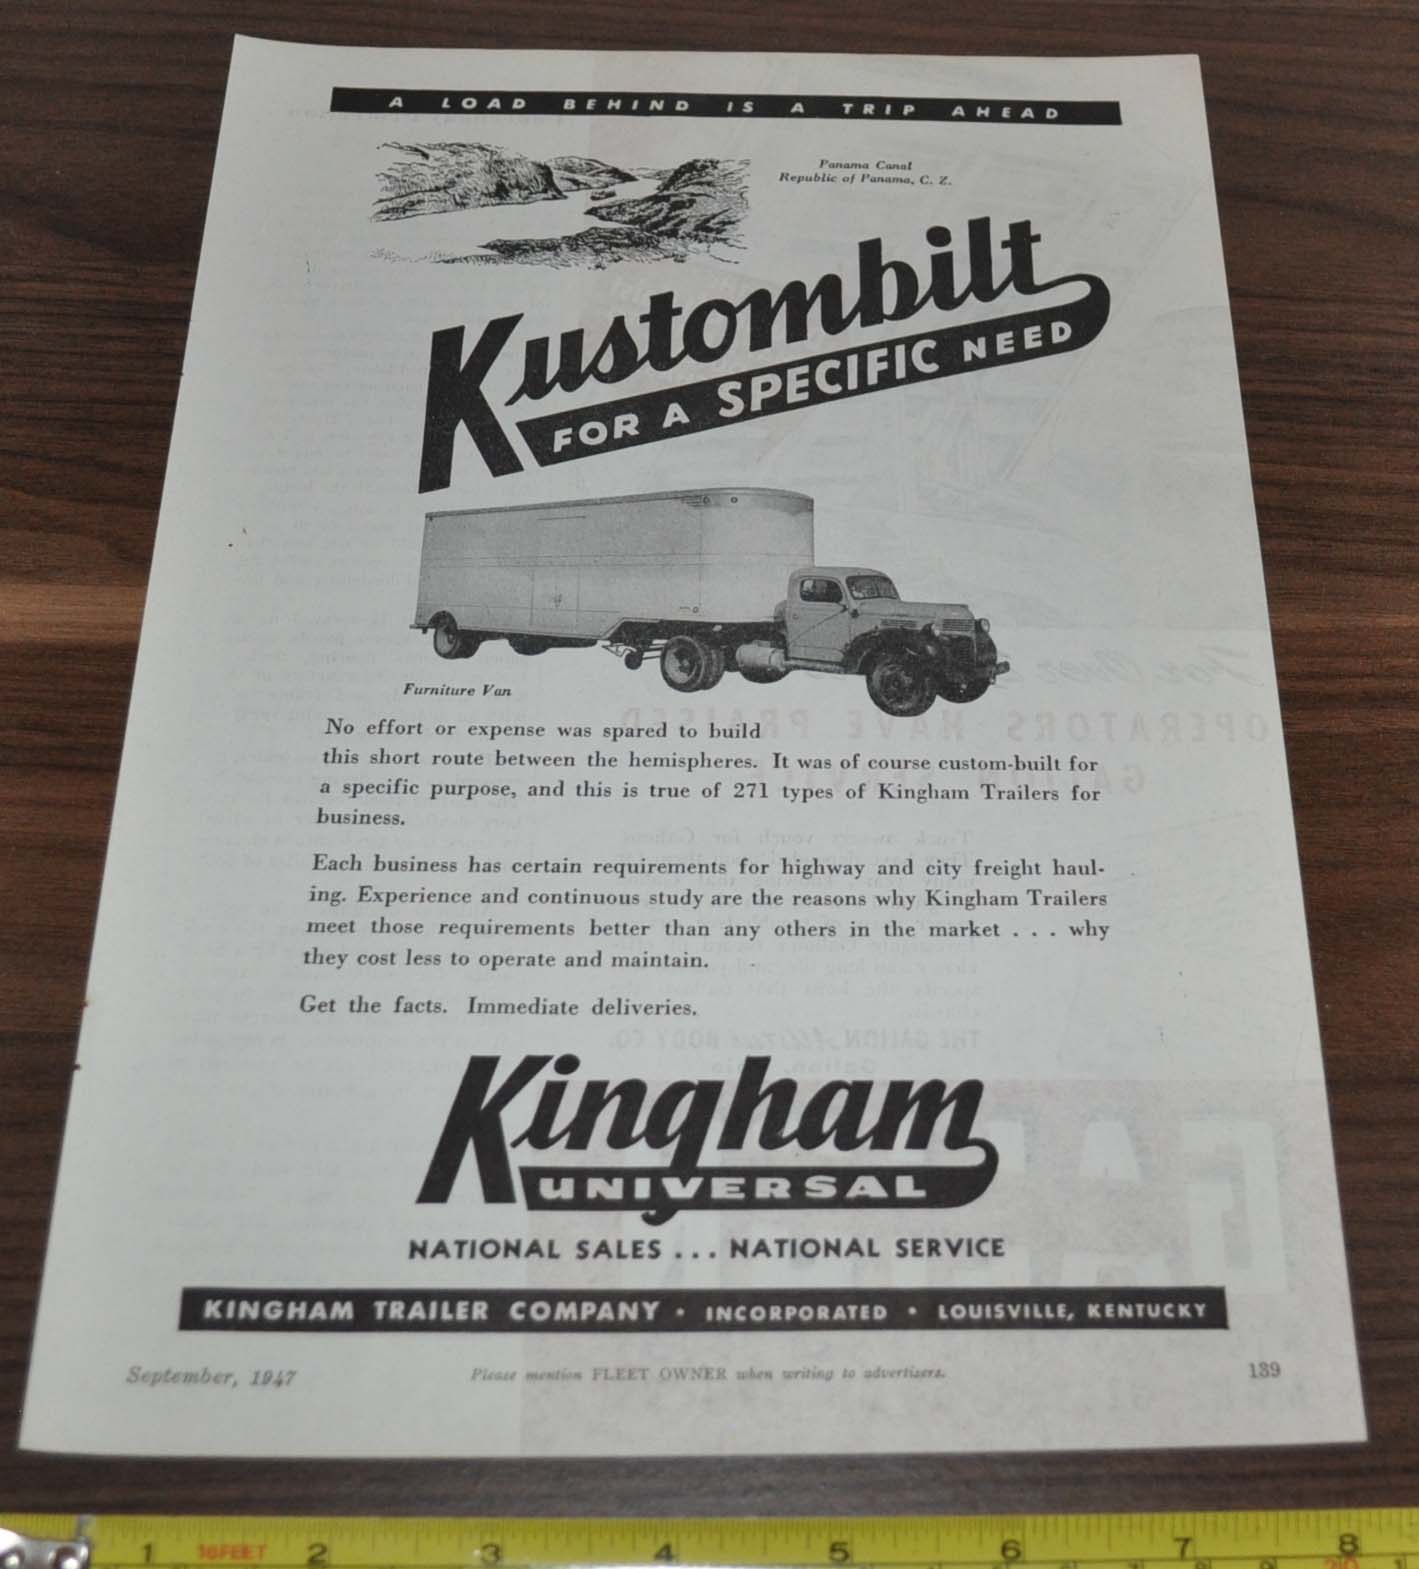 A LOAD BEHIND IS A TRIP AHEAD
Panama Canal
Republic of Panama, C. Z.
Kustombilt
FOR A SPECIFIC NEED
Furniture Van
No effort or expense was spared to build
this short route between the hemispheres. It was of course custom-built for
a specific purpose, and this is true of 271 types of Kingham Trailers for
business.
Each business has certain requirements for highway and city freight haul-
ing. Experience and continuous study are the reasons why Kingham Trailers
meet those requirements better than any others in the market . . . why
they cost less to operate and maintain.
Get the facts. Immediate deliveries.
Kingham
UNIVERSAL
NATIONAL SALES . . . NATIONAL SERVICE
KINGHAM TRAILER COMPANY • INCORPORATED • LOUISVILLE, KENTUCKY
September, 1947 Please mention FLEET OWNER when writing to advertisers. 139
1 16FEET 2 3 4 5 6 7 8